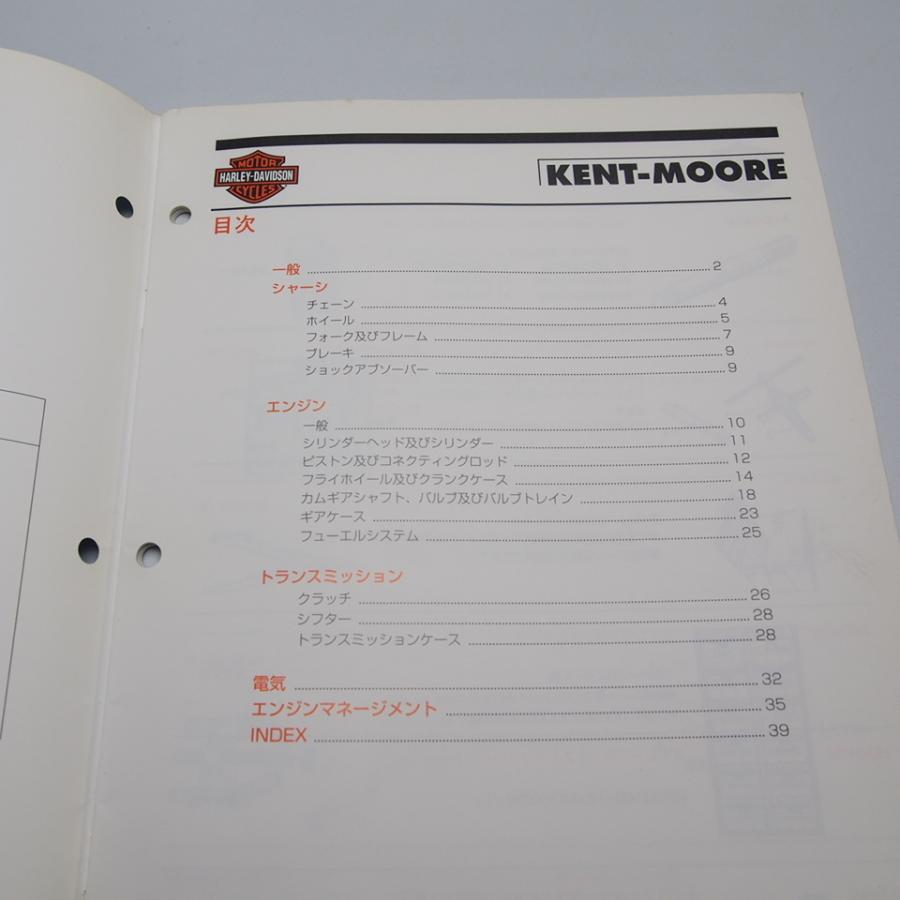 MOTOR
HARLEY-DAVIDSON
CYCLES
KENT-MOORE
目次
一般 2
シャーシ
チェーン 4
ホイール 5
フォーク及びフレーム 7
ブレーキ 9
ショックアブソーバー 9
エンジン
一般 10
シリンダーヘッド及びシリンダー 11
ピストン及びコネクティングロッド 12
フライホイール及びクランクケース 14
カムギアシャフト、バルブ及びバルブトレイン 18
ギアケース 23
フューエルシステム 25
トランスミッション
クラッチ 26
シフター 28
トランスミッションケース 28
電気 32
エンジンマネージメント 35
INDEX 39